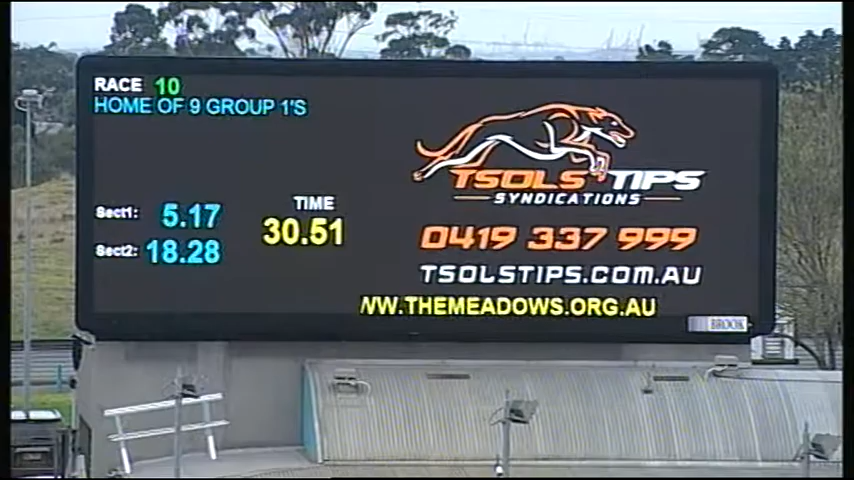 RACE 10
HOME OF 9 GROUP 1'S
Sect1: 5.17
Sect2: 18.28
TIME
30.51
TSOLS TIPS
SYNDICATIONS
0419 337 999
TSOLSTIPS.COM.AU
WW.THEMEADOWS.ORG.AU
BROOK